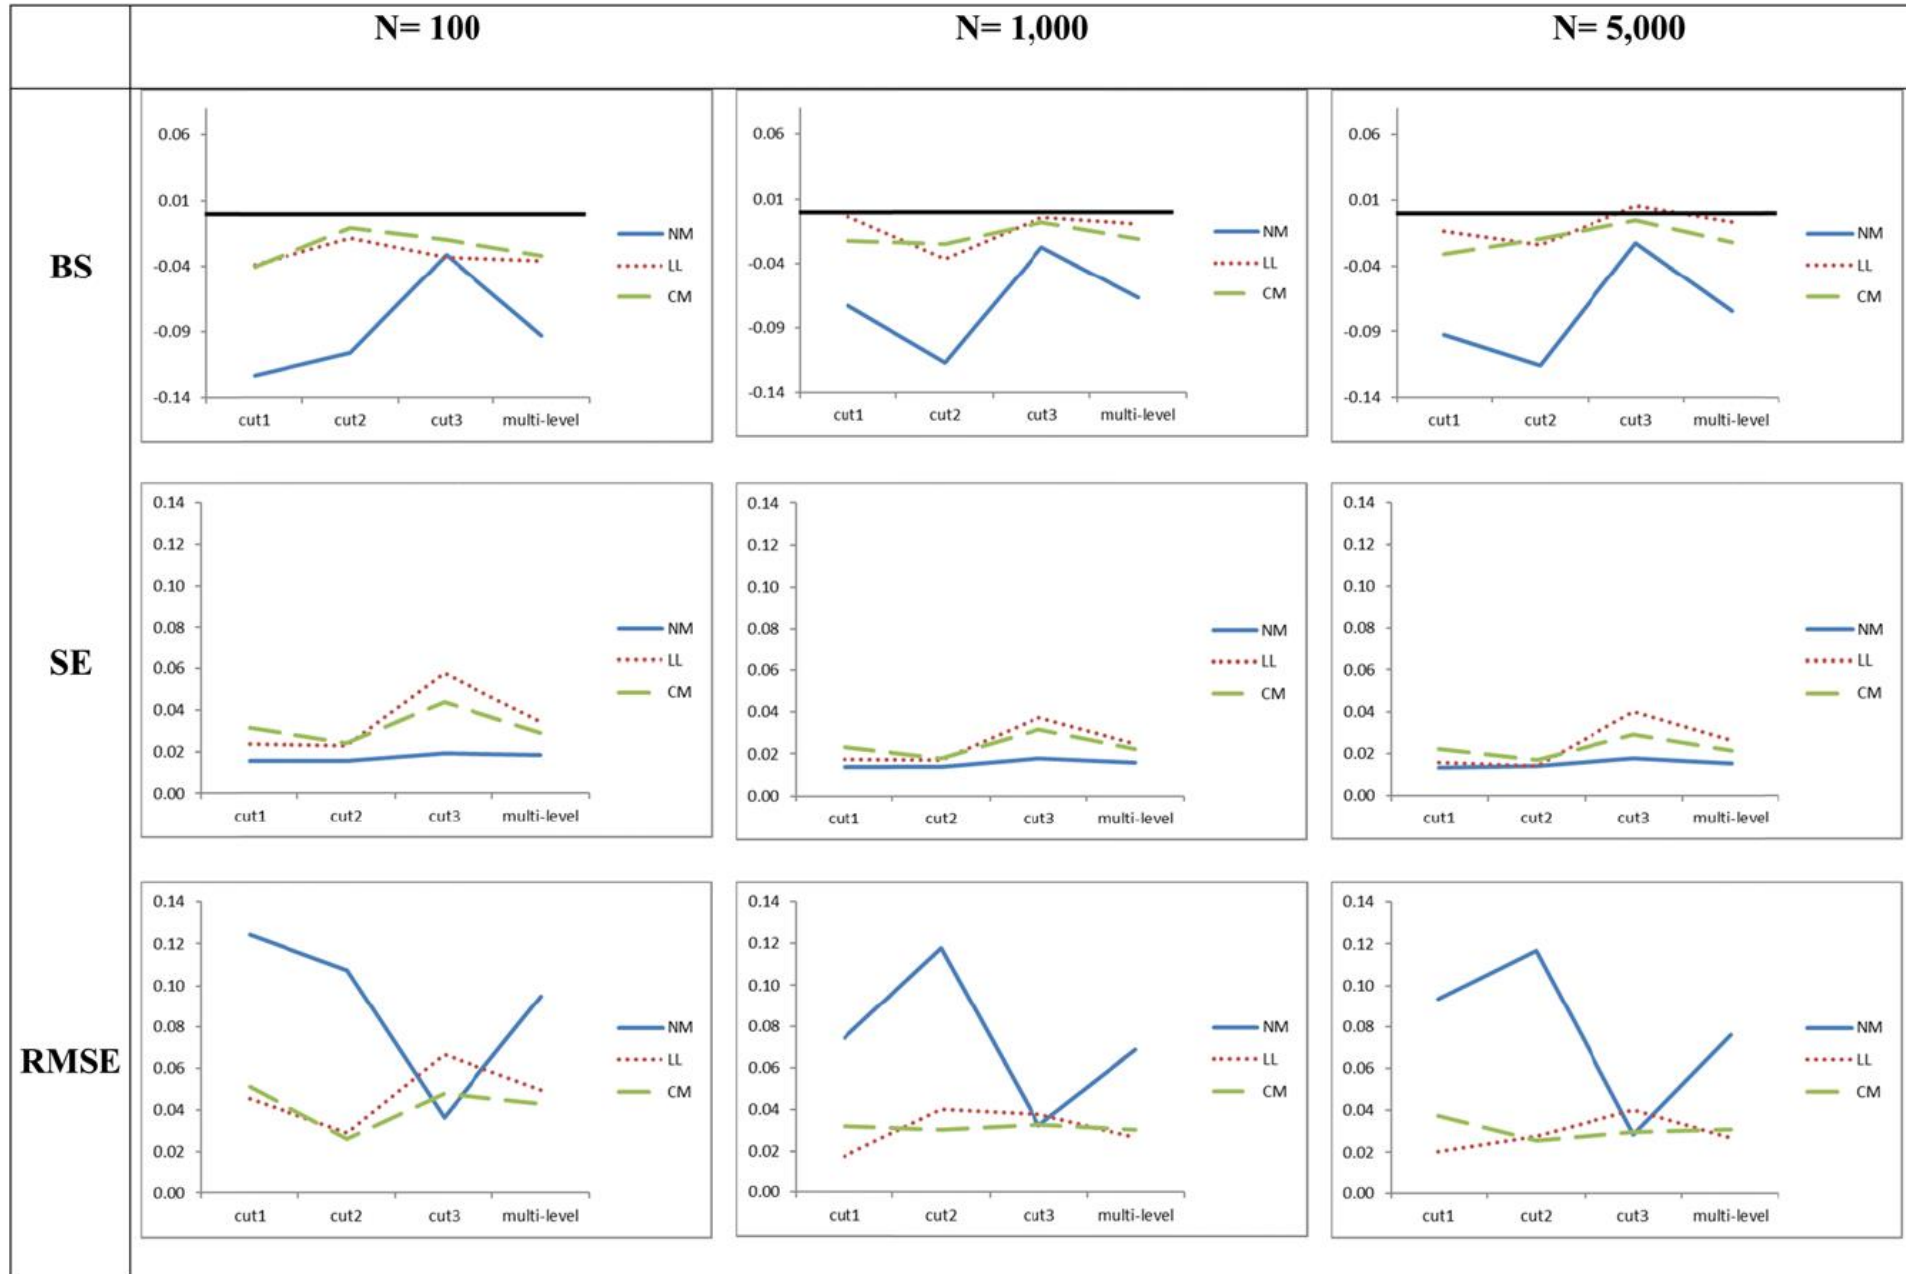 N= 100 N= 1,000 N= 5,000
BS
0.06
0.01
-0.04
-0.09
-0.14
cut1 cut2 cut3 multi-level
NM
LL
CM
0.06
0.01
-0.04
-0.09
-0.14
cut1 cut2 cut3 multi-level
NM
LL
CM
0.06
0.01
-0.04
-0.09
-0.14
cut1 cut2 cut3 multi-level
NM
LL
CM
SE
0.14
0.12
0.10
0.08
0.06
0.04
0.02
0.00
cut1 cut2 cut3 multi-level
NM
LL
CM
0.14
0.12
0.10
0.08
0.06
0.04
0.02
0.00
cut1 cut2 cut3 multi-level
NM
LL
CM
0.14
0.12
0.10
0.08
0.06
0.04
0.02
0.00
cut1 cut2 cut3 multi-level
NM
LL
CM
RMSE
0.14
0.12
0.10
0.08
0.06
0.04
0.02
0.00
cut1 cut2 cut3 multi-level
NM
LL
CM
0.14
0.12
0.10
0.08
0.06
0.04
0.02
0.00
cut1 cut2 cut3 multi-level
NM
LL
CM
0.14
0.12
0.10
0.08
0.06
0.04
0.02
0.00
cut1 cut2 cut3 multi-level
NM
LL
CM